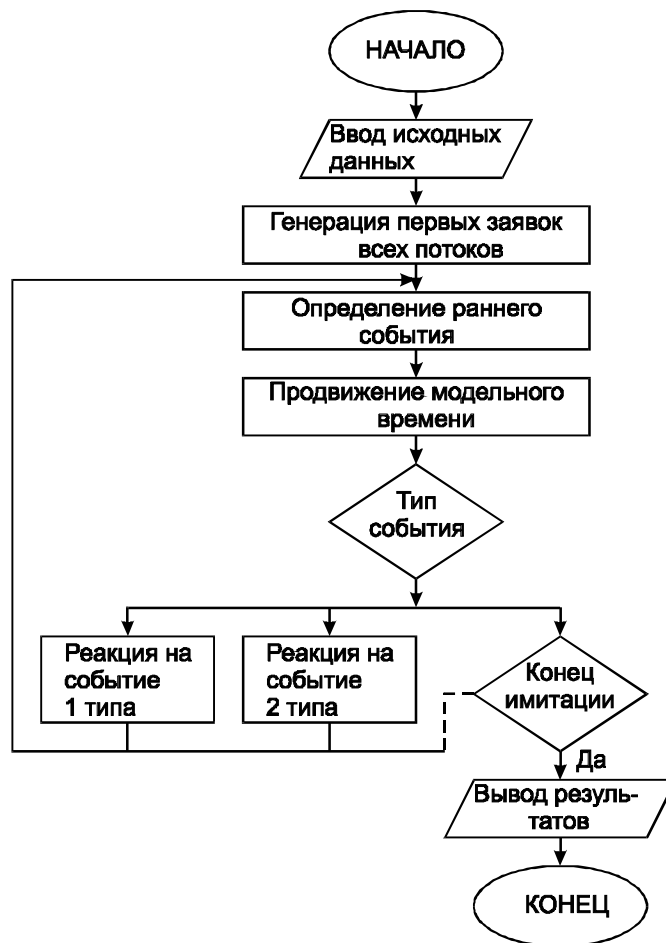 НАЧАЛО
Ввод исходных
данных
Генерация первых заявок
всех потоков
Определение раннего
события
Продвижение модельного
времени
Тип
события
Реакция на
событие
1 типа
Реакция на
событие
2 типа
Конец
имитации
Да
Вывод резуль-
татов
КОНЕЦ